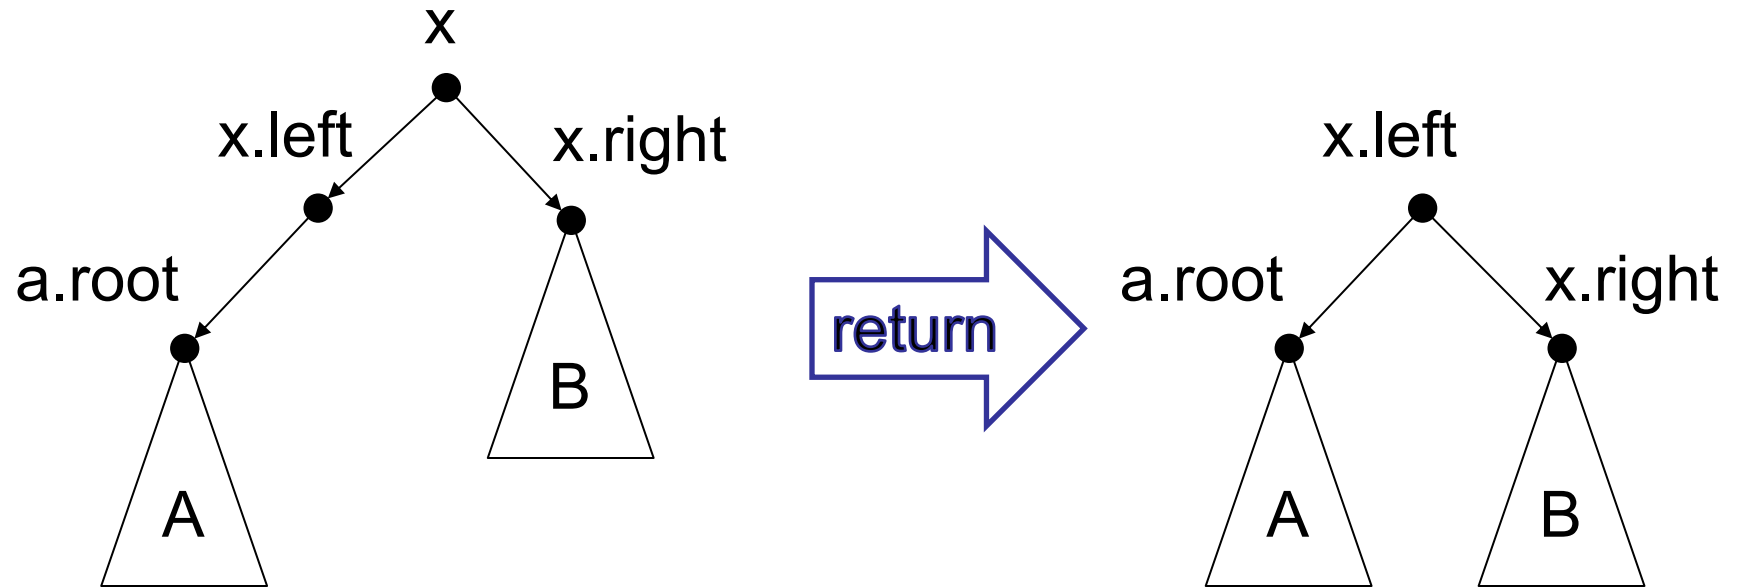 x
x.left
x.right
a.root
B
A
return
x.left
a.root
x.right
A
B